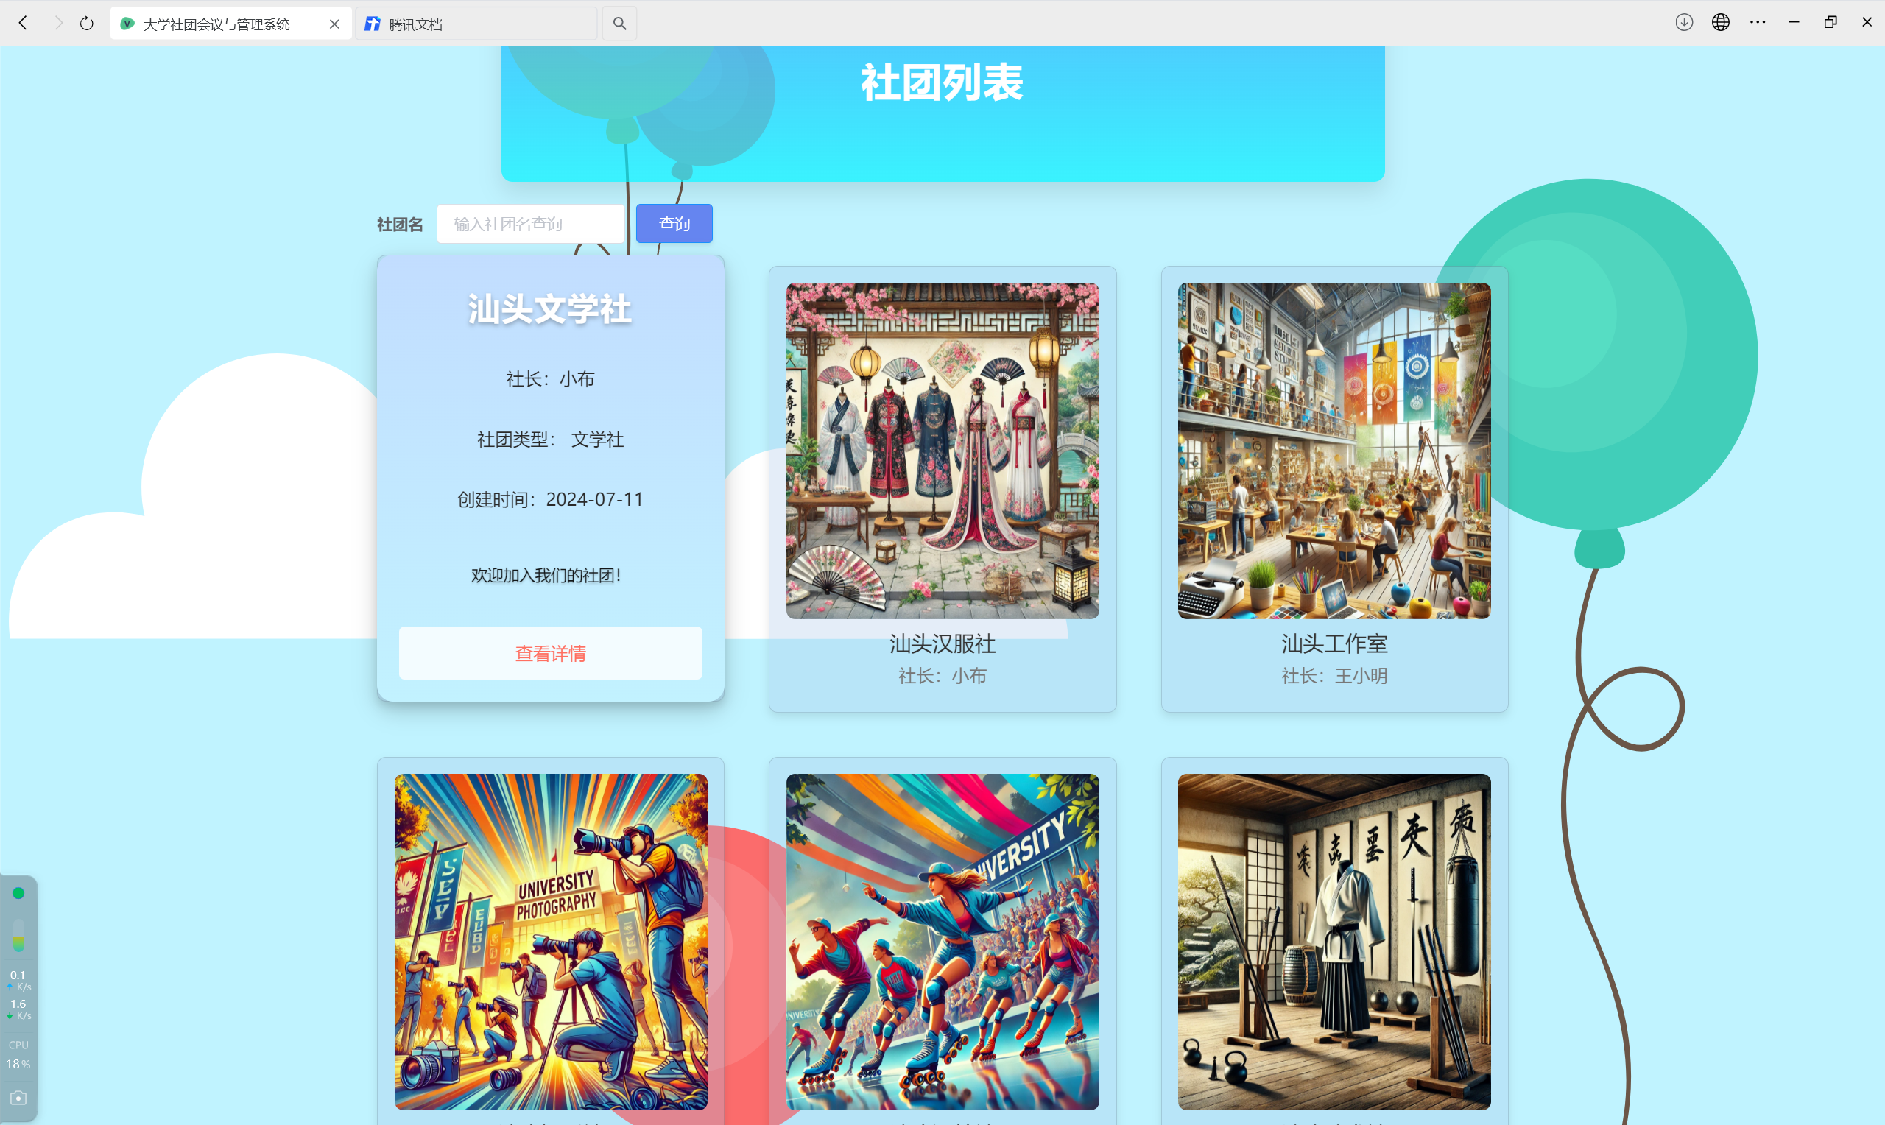 大学社团会议与管理系统
腾讯文档
社团列表
社团名
输入社团名查询
查询
汕头文学社
社长：小布
社团类型： 文学社
创建时间：2024-07-11
欢迎加入我们的社团！
查看详情
汕头汉服社
社长：小布
汕头工作室
社长：王小明
UNIVERSITY
PHOTOGRAPHY
0.1
K/s
1.6
K/s
CPU
18%